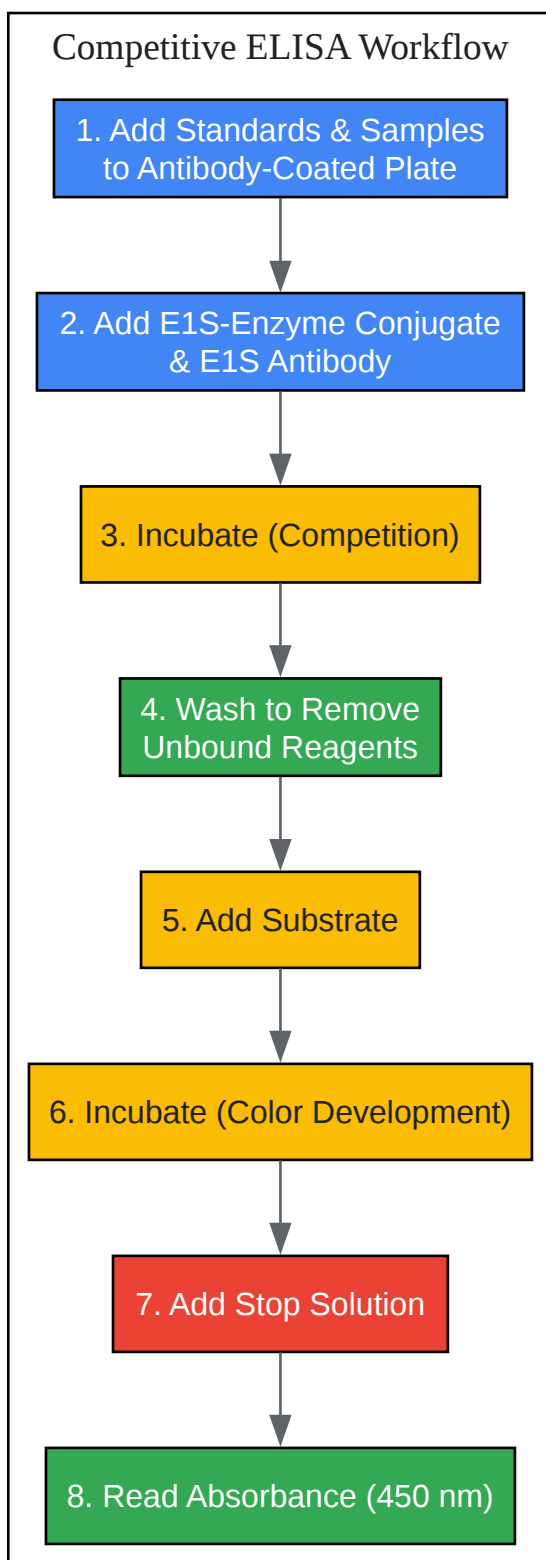 Competitive ELISA Workflow
1. Add Standards & Samples
to Antibody-Coated Plate
2. Add E1S-Enzyme Conjugate
& E1S Antibody
3. Incubate (Competition)
4. Wash to Remove
Unbound Reagents
5. Add Substrate
6. Incubate (Color Development)
7. Add Stop Solution
8. Read Absorbance (450 nm)